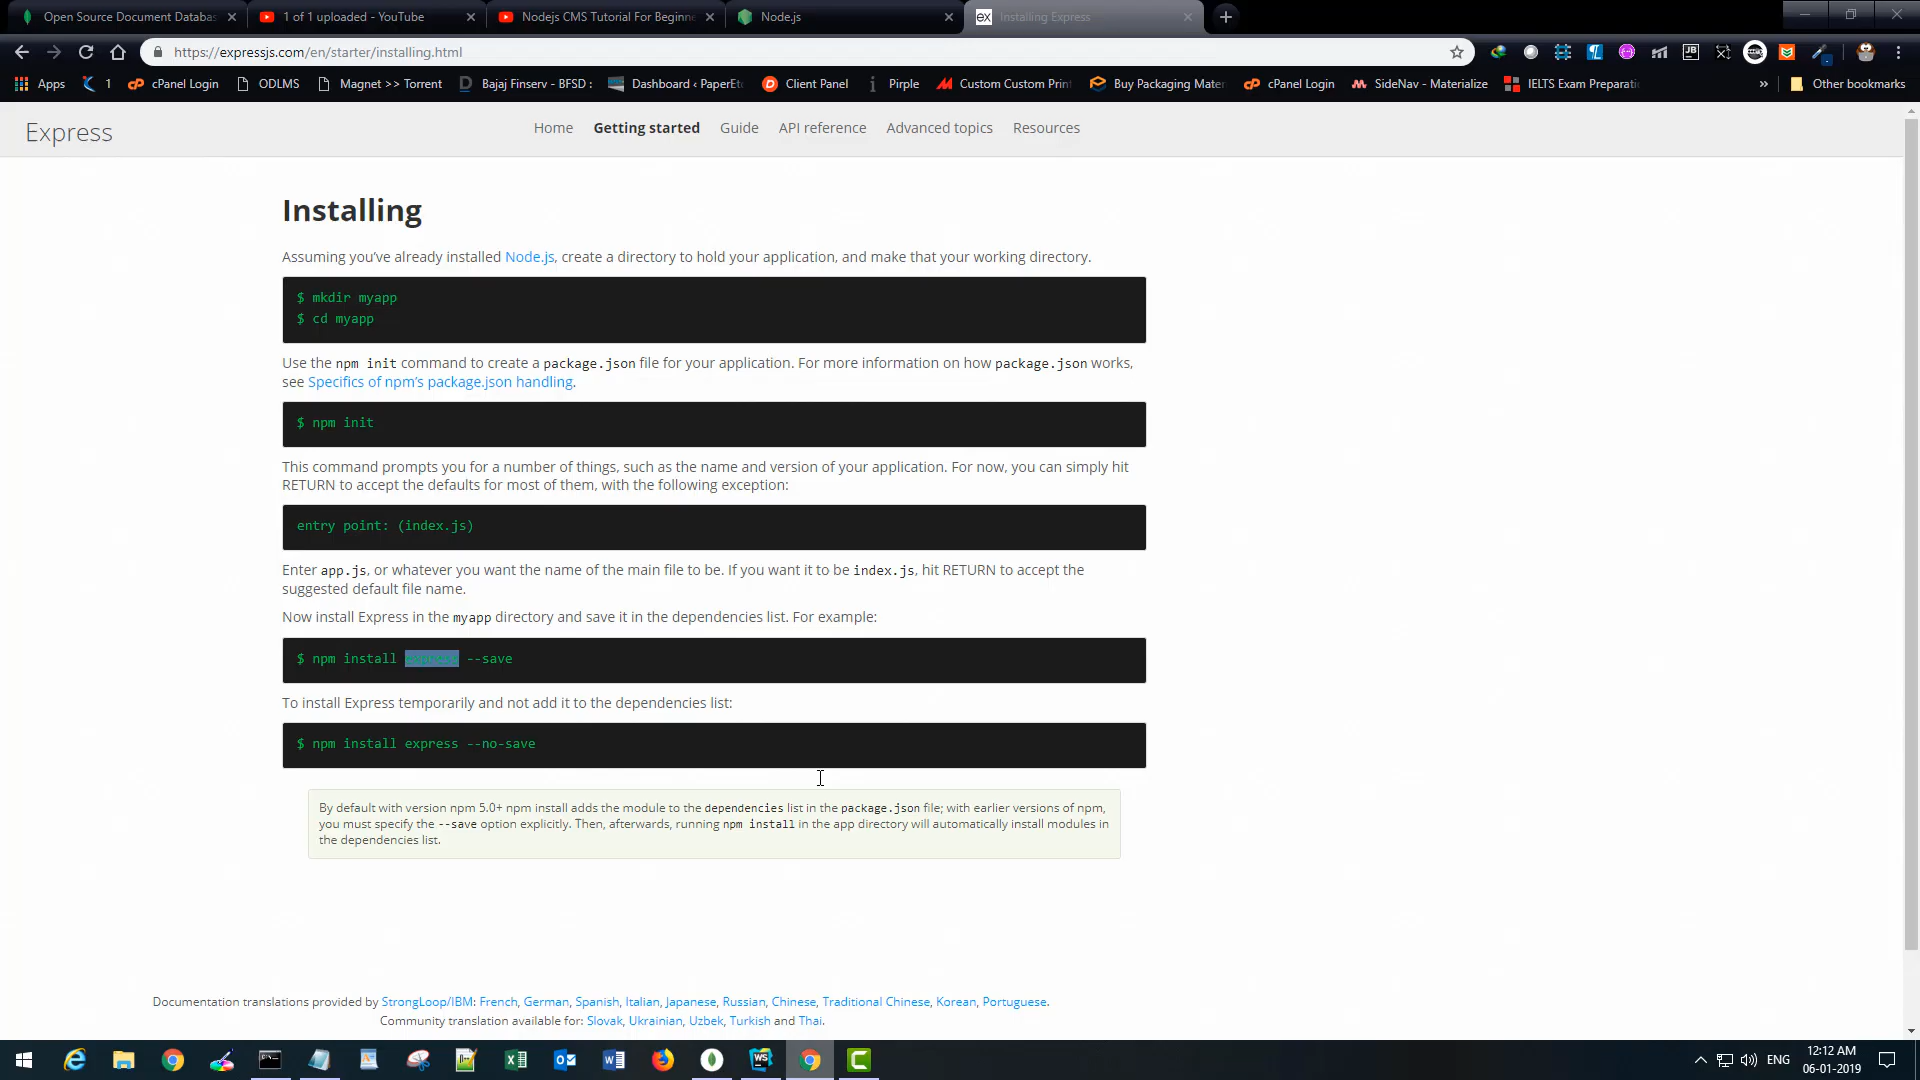 Open Source Document Databas
1 of 1 uploaded - YouTube
Nodejs CMS Tutorial For Beginne
Node.js
ex Installing Express
https://expressjs.com/en/starter/installing.html
Apps
1
cPanel Login
ODLMS
Magnet >> Torrent
Bajaj Finserv - BFSD :
Dashboard ‹ PaperEtc
Client Panel
Pirple
Custom Custom Print
Buy Packaging Mater
cPanel Login
SideNav - Materialize
IELTS Exam Preparati
»
Other bookmarks
Express
Home Getting started Guide API reference Advanced topics Resources
Installing
Assuming you’ve already installed Node.js, create a directory to hold your application, and make that your working directory.
$ mkdir myapp
$ cd myapp
Use the npm init command to create a package.json file for your application. For more information on how package.json works,
see Specifics of npm’s package.json handling.
$ npm init
This command prompts you for a number of things, such as the name and version of your application. For now, you can simply hit
RETURN to accept the defaults for most of them, with the following exception:
entry point: (index.js)
Enter app.js, or whatever you want the name of the main file to be. If you want it to be index.js, hit RETURN to accept the
suggested default file name.
Now install Express in the myapp directory and save it in the dependencies list. For example:
$ npm install express --save
To install Express temporarily and not add it to the dependencies list:
$ npm install express --no-save
By default with version npm 5.0+ npm install adds the module to the dependencies list in the package.json file; with earlier versions of npm,
you must specify the --save option explicitly. Then, afterwards, running npm install in the app directory will automatically install modules in
the dependencies list.
Documentation translations provided by StrongLoop/IBM: French, German, Spanish, Italian, Japanese, Russian, Chinese, Traditional Chinese, Korean, Portuguese.
Community translation available for: Slovak, Ukrainian, Uzbek, Turkish and Thai.
ENG
12:12 AM
06-01-2019